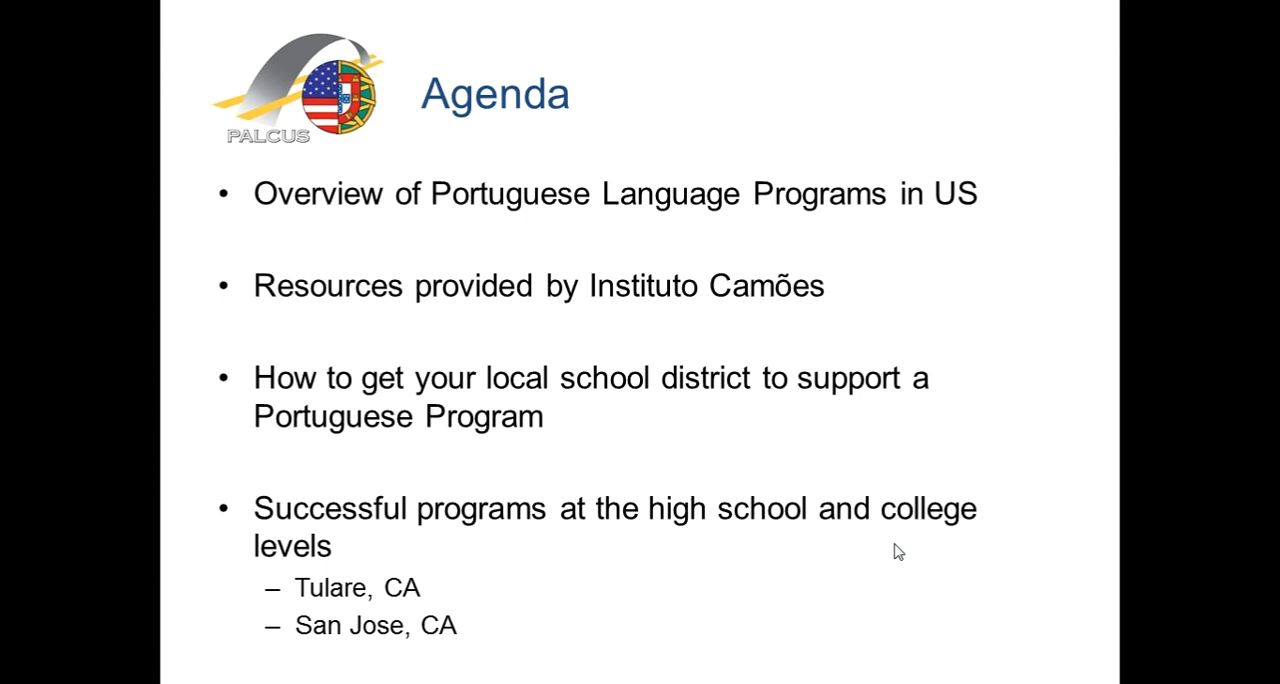 PALCUS
Agenda
• Overview of Portuguese Language Programs in US
• Resources provided by Instituto Camões
• How to get your local school district to support a
Portuguese Program
• Successful programs at the high school and college
levels
– Tulare, CA
– San Jose, CA